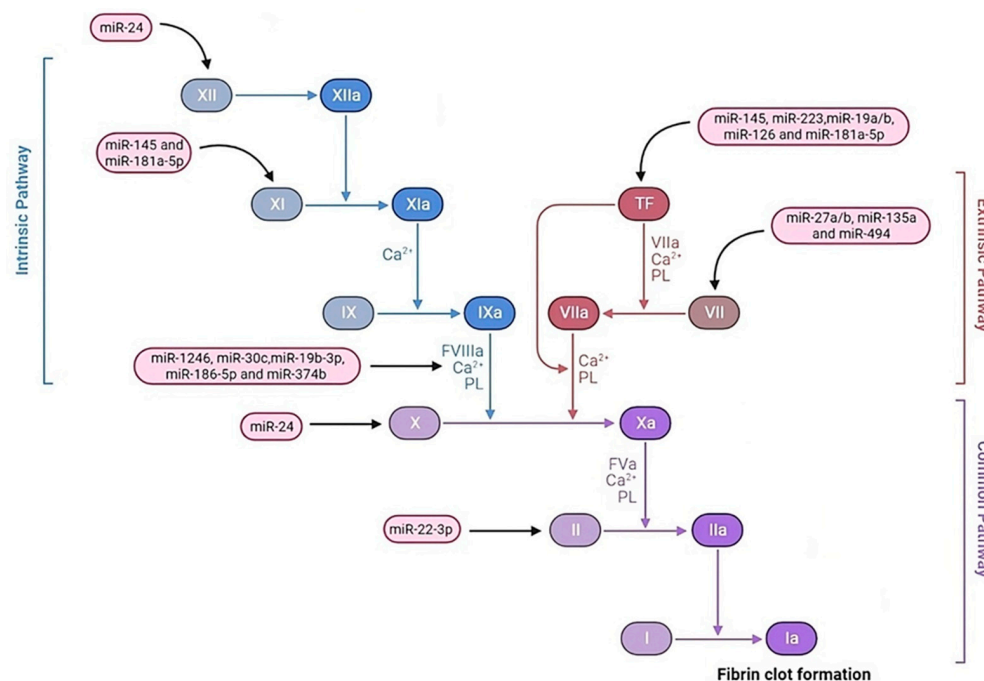 miR-24
XII
XIIa
miR-145 and
miR-181a-5p
XI
XIa
Intrinsic Pathway
Ca²⁺
IX
IXa
miR-145, miR-223,miR-19a/b,
miR-126 and miR-181a-5p
TF
miR-27a/b, miR-135a
and miR-494
VIIa
Ca²⁺
PL
VIIa
VII
Extrinsic Pathway
miR-1246, miR-30c,miR-19b-3p,
miR-186-5p and miR-374b
FVIIIa
Ca²⁺
PL
Ca²⁺
PL
miR-24
X
Xa
FVa
Ca²⁺
PL
miR-22-3p
II
IIa
Common Pathway
I
Ia
Fibrin clot formation